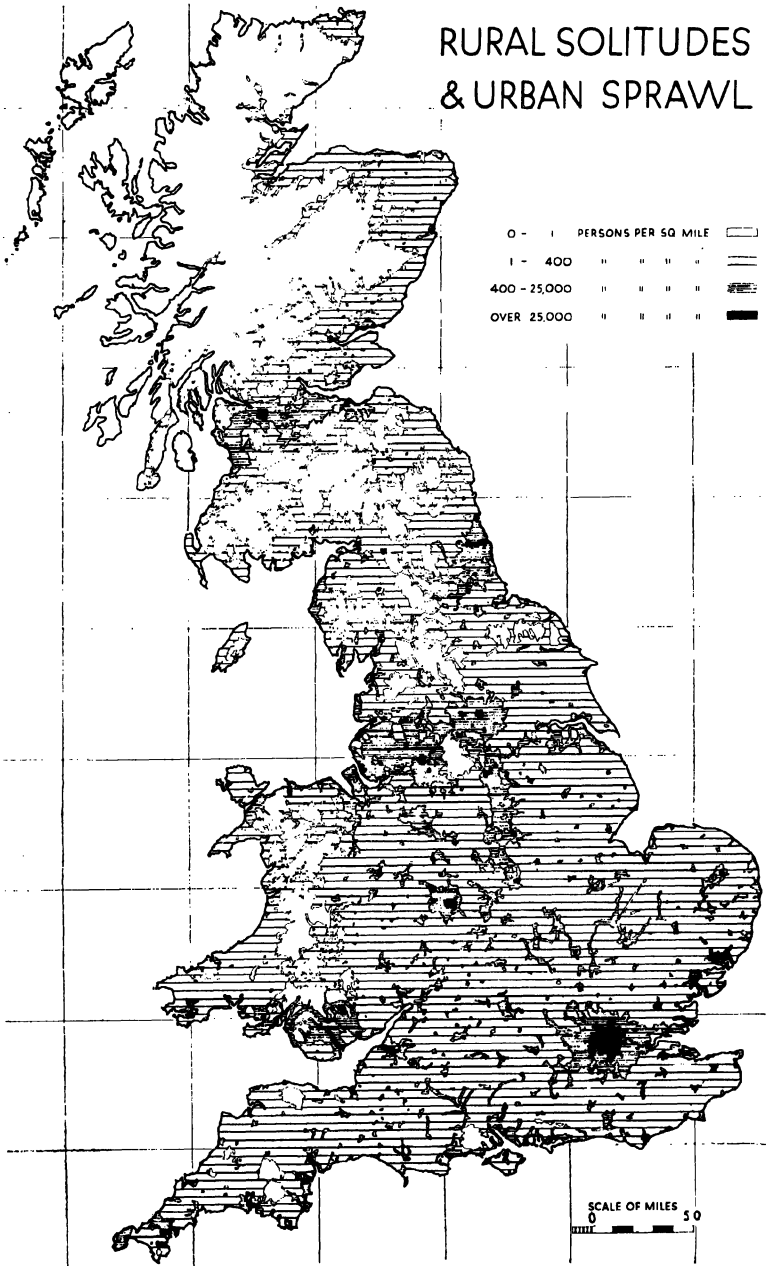 RURAL SOLITUDES
& URBAN SPRAWL
0 - 1 PERSONS PER SQ MILE
1 - 400 " " " "
400 - 25,000 " " " "
OVER 25,000 " " " "
SCALE OF MILES
0 50